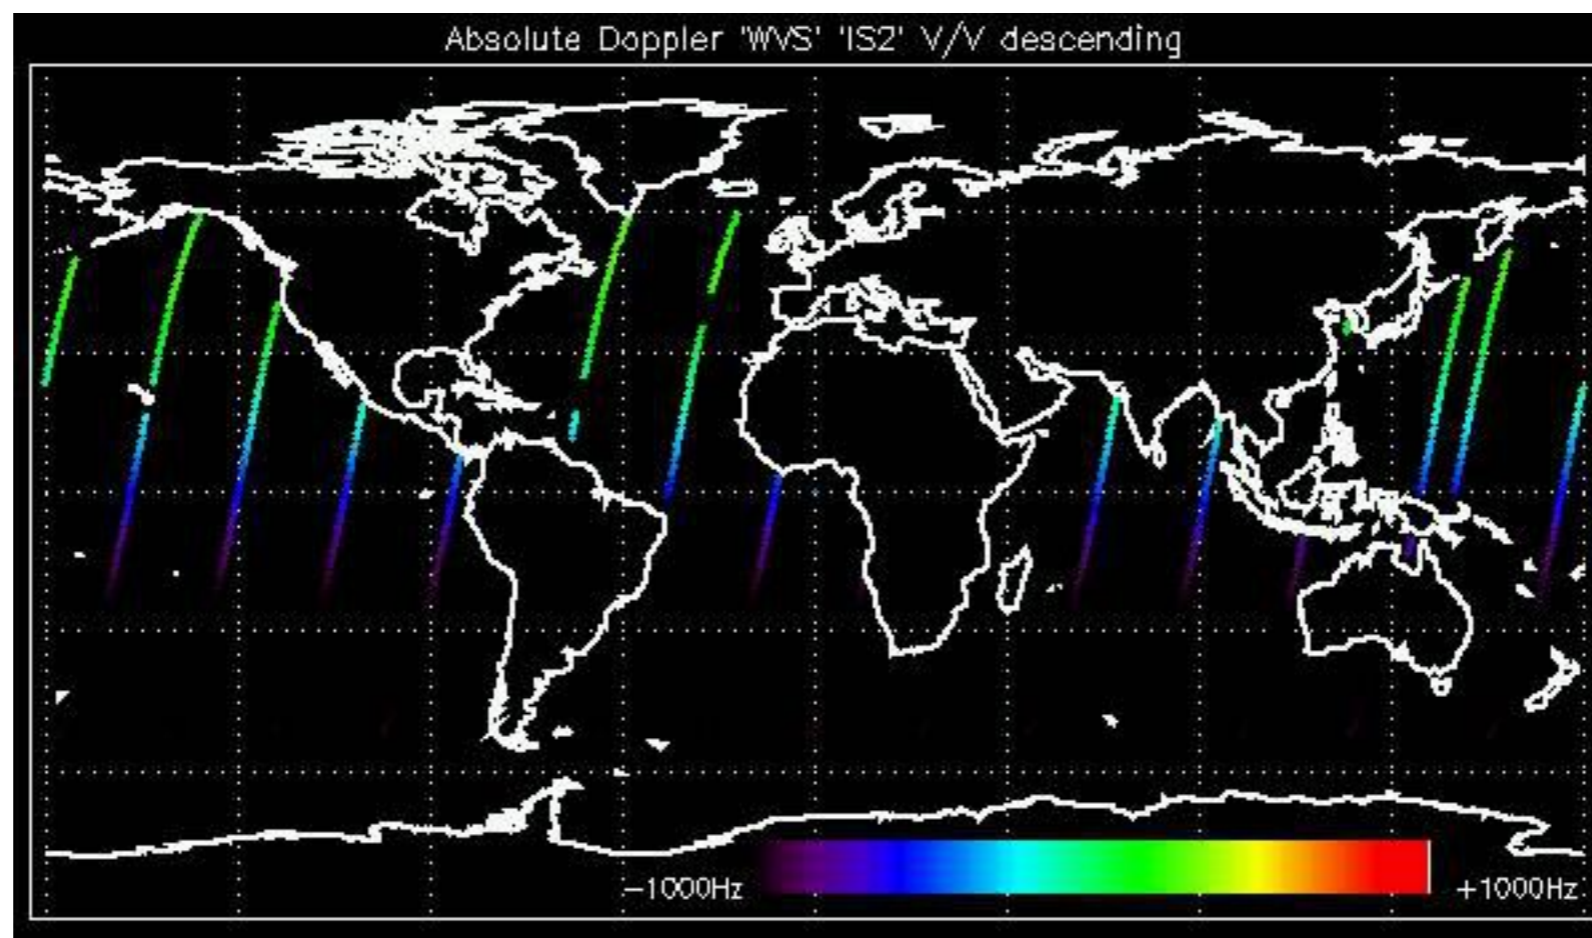 Absolute Doppler 'WVS' 'IS2' V/V descending
−1000Hz +1000Hz